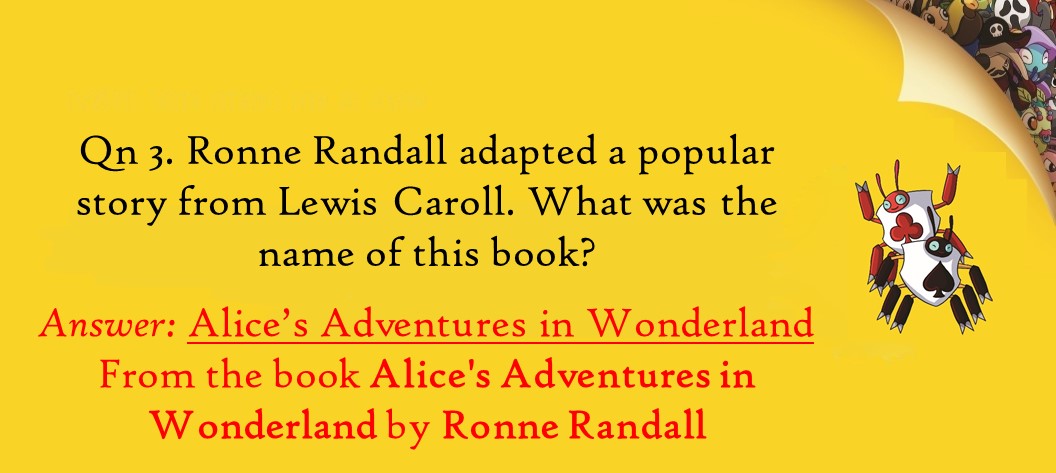 Qn 3. Ronne Randall adapted a popular
story from Lewis Caroll. What was the
name of this book?
Answer: Alice’s Adventures in Wonderland
From the book Alice's Adventures in
Wonderland by Ronne Randall